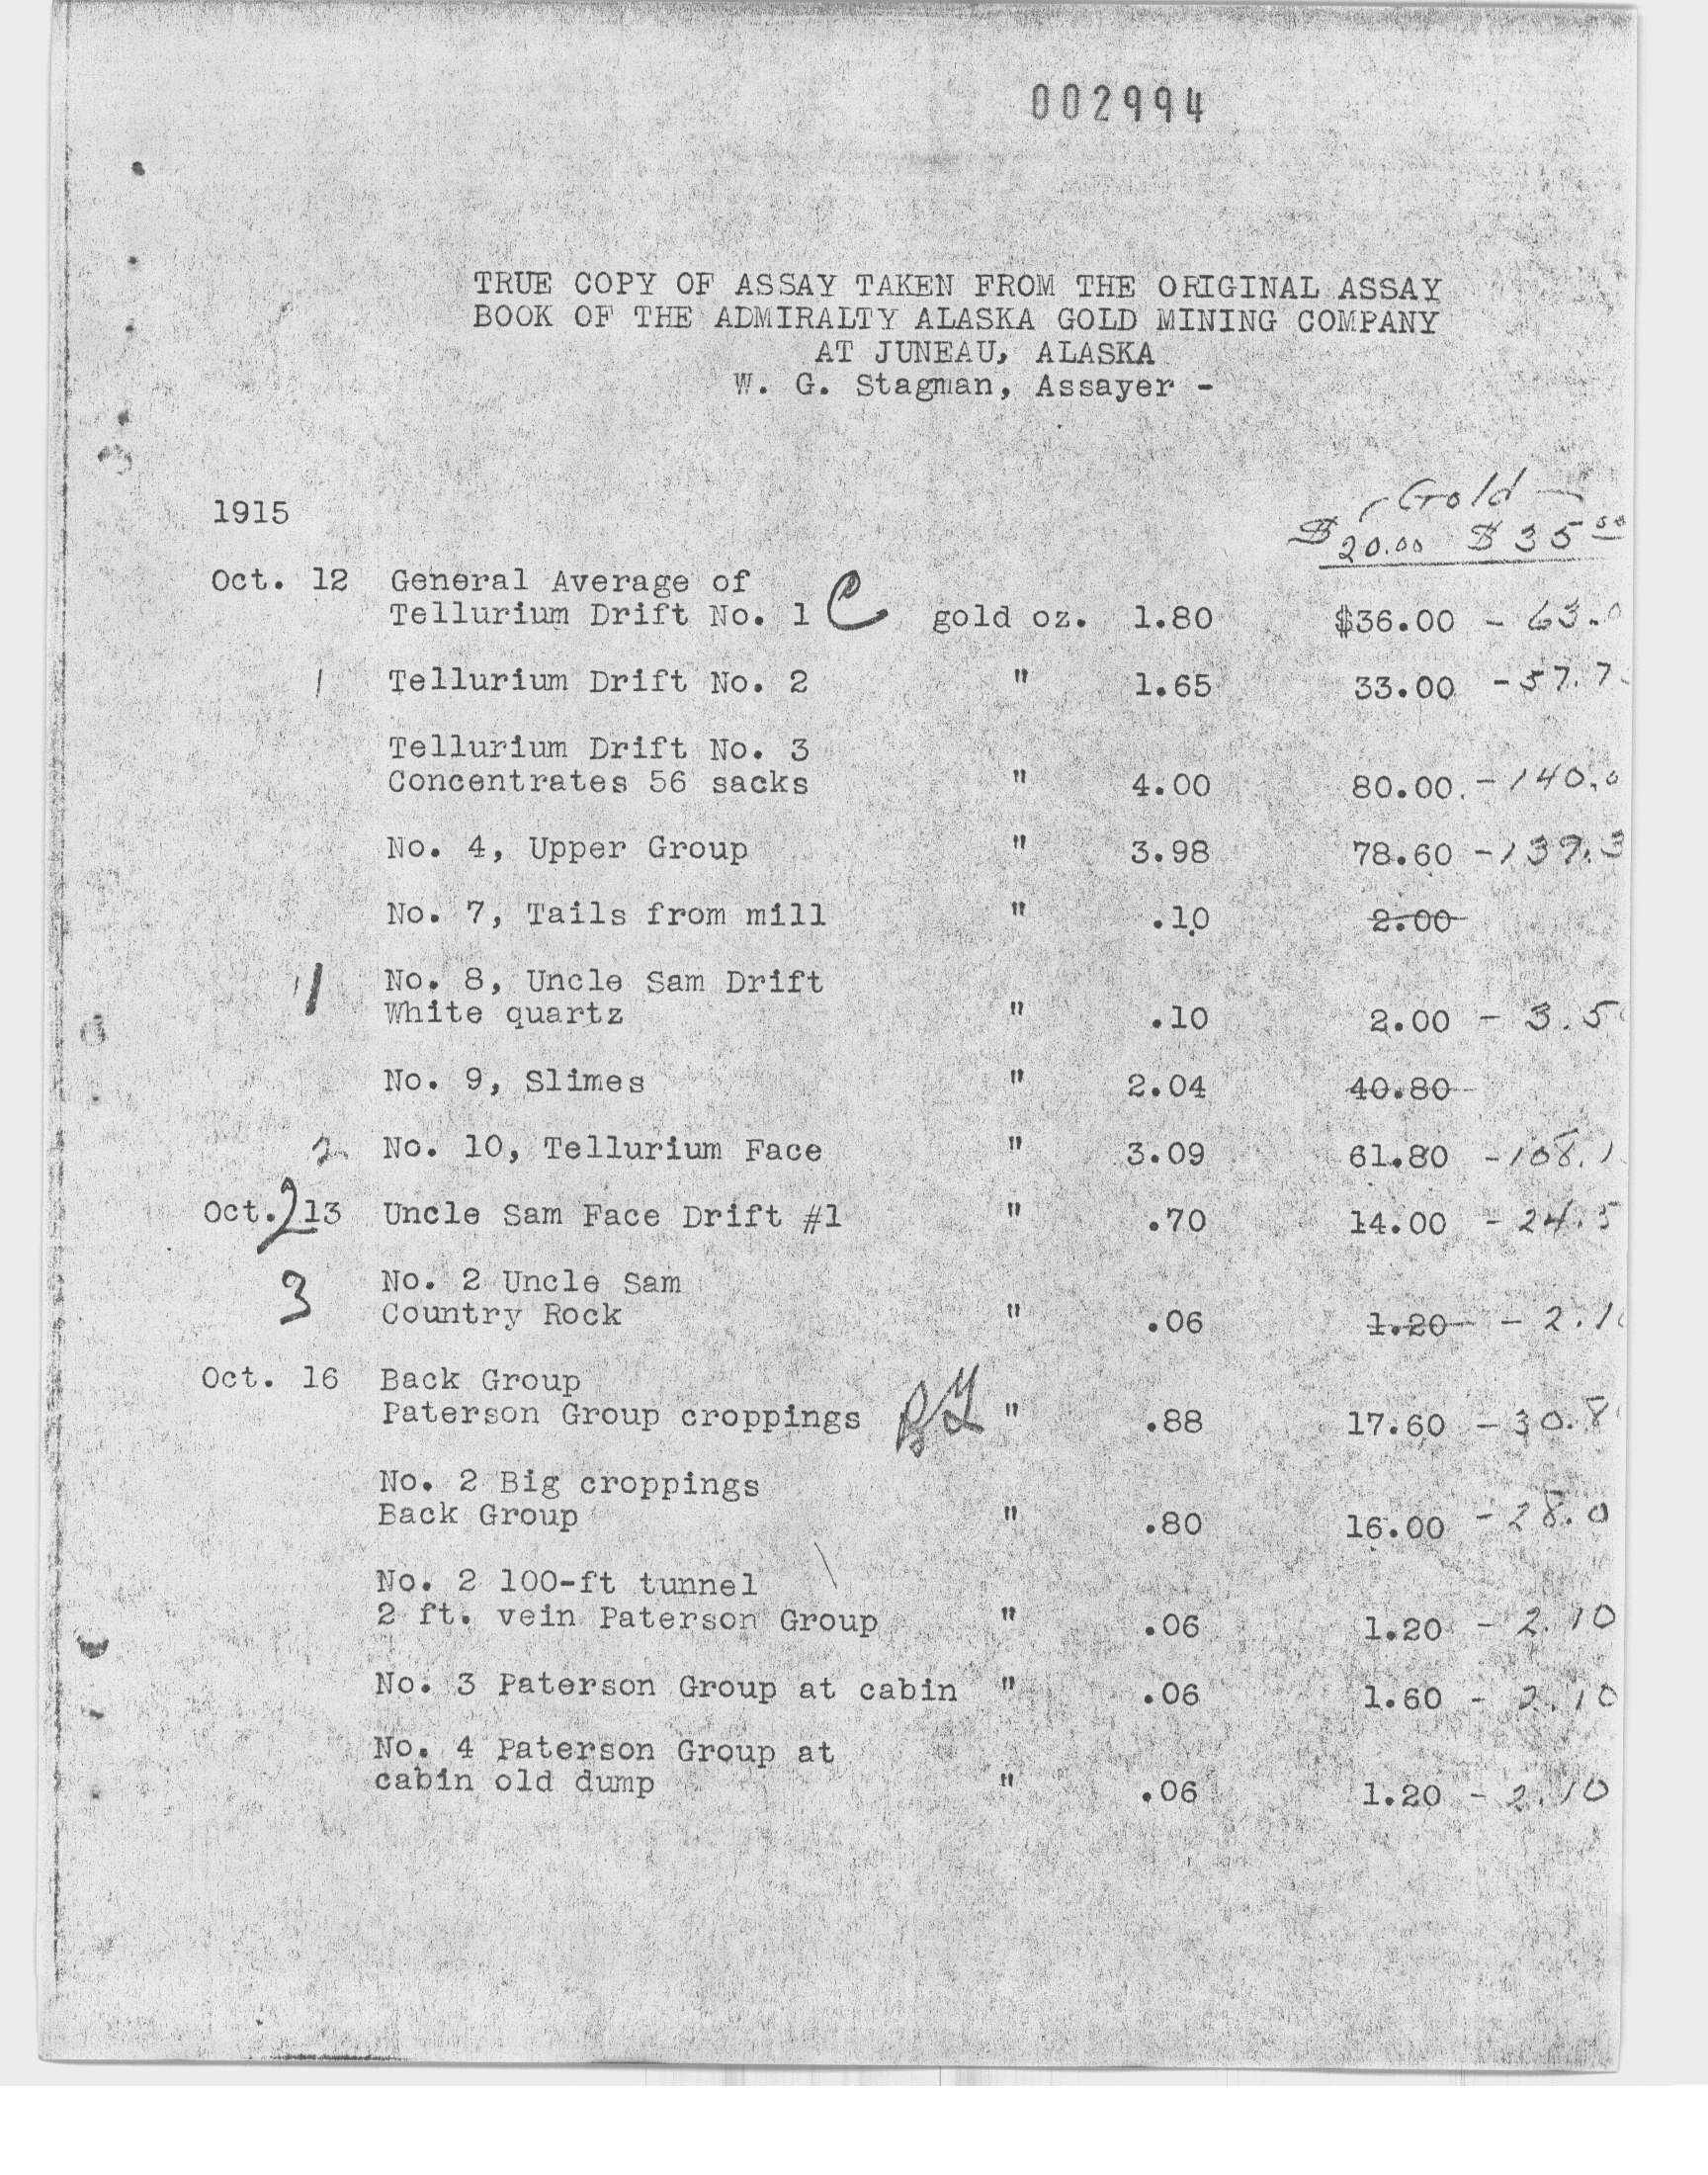 002994
TRUE COPY OF ASSAY TAKEN FROM THE ORIGINAL ASSAY
BOOK OF THE ADMIRALTY ALASKA GOLD MINING COMPANY
AT JUNEAU, ALASKA
W. G. Stagman, Assayer -
Gold
1915
$20.00 $35.00
Oct. 12 General Average of
Tellurium Drift No. 1 C gold oz. 1.80 $36.00 - 63.0
1 Tellurium Drift No. 2 " 1.65 33.00 - 57.7
Tellurium Drift No. 3
Concentrates 56 sacks " 4.00 80.00 - 140.0
No. 4, Upper Group " 3.98 78.60 - 139.3
No. 7, Tails from mill " .10 2.00
1 No. 8, Uncle Sam Drift
White quartz " .10 2.00 - 3.5
No. 9, Slimes " 2.04 40.80
2 No. 10, Tellurium Face " 3.09 61.80 - 108.1
Oct. 2 13 Uncle Sam Face Drift #1 " .70 14.00 - 24.5
3 No. 2 Uncle Sam
Country Rock " .06 1.20 - 2.1
Oct. 16 Back Group
Paterson Group croppings " .88 17.60 - 30.8
No. 2 Big croppings
Back Group " .80 16.00 - 28.0
No. 2 100-ft tunnel
2 ft. vein Paterson Group " .06 1.20 - 2.10
No. 3 Paterson Group at cabin " .06 1.60 - 2.10
No. 4 Paterson Group at
cabin old dump " .06 1.20 - 2.10